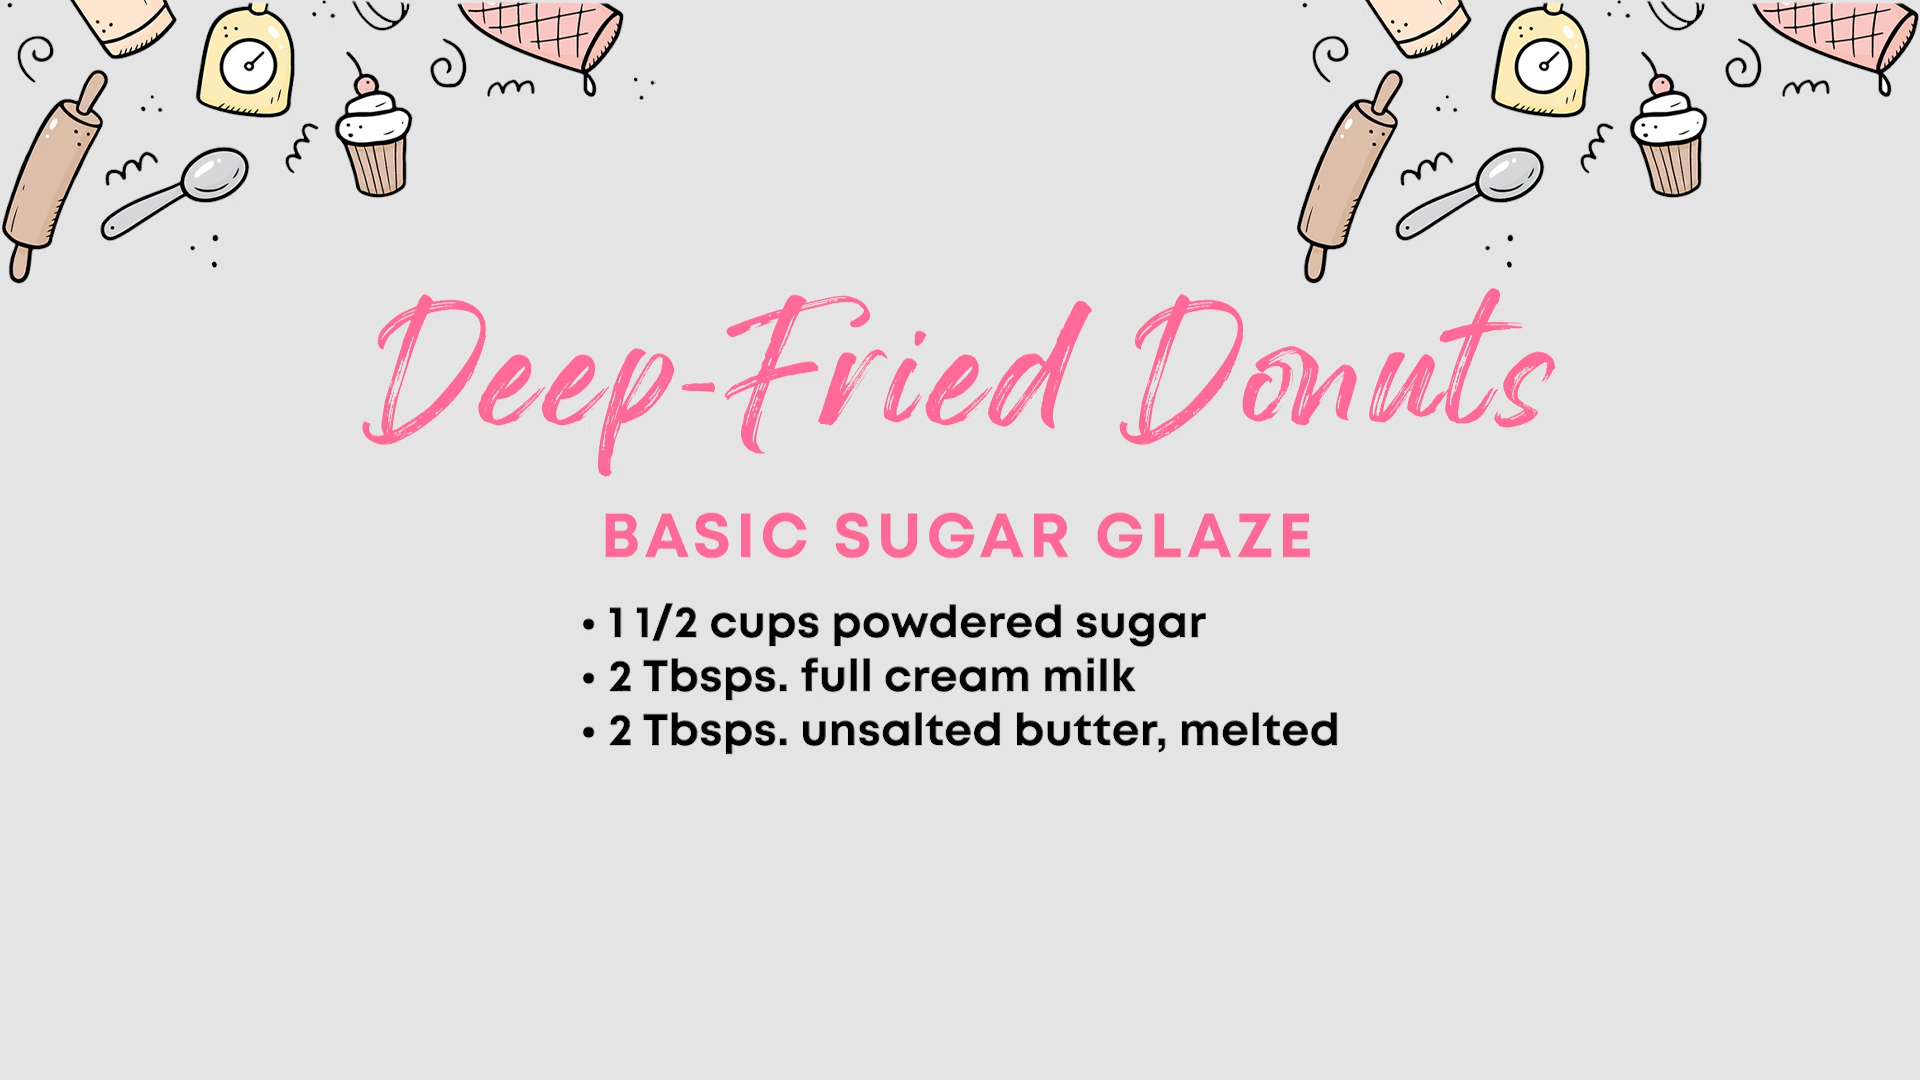 Deep-Fried Donuts
BASIC SUGAR GLAZE
• 1 1/2 cups powdered sugar
• 2 Tbsps. full cream milk
• 2 Tbsps. unsalted butter, melted